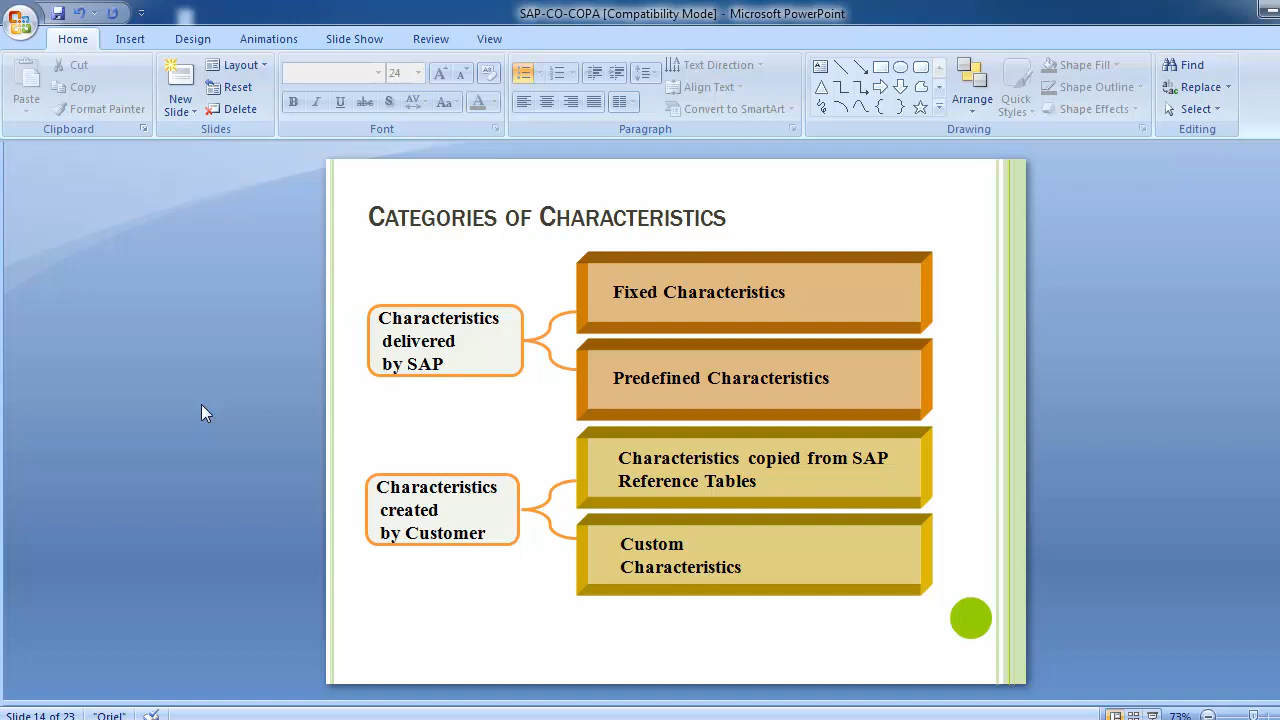 SAP-CO-COPA [Compatibility Mode] - Microsoft PowerPoint
Home Insert Design Animations Slide Show Review View
Paste Cut Copy Format Painter
Clipboard
New Slide Layout Reset Delete
Slides
24
B I U abc S AV Aa A
Font
Text Direction
Align Text
Convert to SmartArt
Paragraph
Arrange Quick Styles Shape Fill Shape Outline Shape Effects
Drawing
Find
Replace
Select
Editing
CATEGORIES OF CHARACTERISTICS
Characteristics
delivered
by SAP
Fixed Characteristics
Predefined Characteristics
Characteristics
created
by Customer
Characteristics copied from SAP
Reference Tables
Custom
Characteristics
Slide 14 of 23 "Oriel" 73%